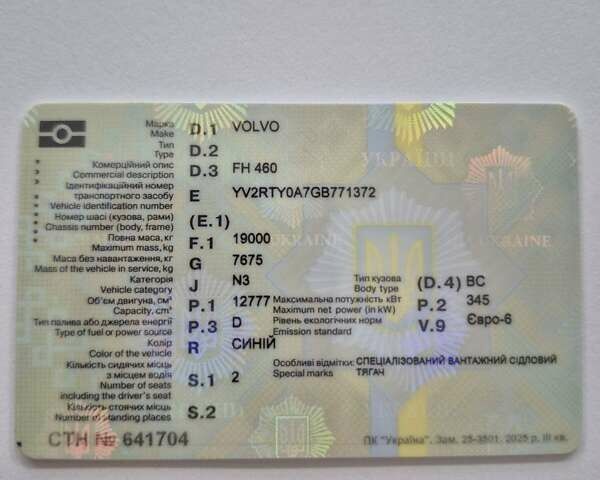 Марка
Make D.1 VOLVO
Тип
Type D.2
Комерційний опис
Commercial description D.3 FH 460
Ідентифікаційний номер
транспортного засобу
Vehicle identification number E YV2RTY0A7GB771372
Номер шасі (кузова, рами)
Chassis number (body, frame) (E.1)
Повна маса, кг
Maximum mass, kg F.1 19000
Маса без навантаження, кг
Mass of the vehicle in service, kg G 7675
Категорія
Vehicle category J N3
Тип кузова
Body type (D.4) BC
Об'єм двигуна, см³
Capacity, cm³ P.1 12777
Максимальна потужність кВт
Maximum net power (in kW) P.2 345
Тип палива або джерела енергії
Type of fuel or power source P.3 D
Рівень екологічних норм
Emission standard V.9 Євро-6
Колір
Color of the vehicle R СИНІЙ
Кількість сидячих місць
з місцем водія
Number of seats
including the driver's seat S.1 2
Особливі відмітки: СПЕЦІАЛІЗОВАНИЙ ВАНТАЖНИЙ СІДЛОВИЙ
Special marks ТЯГАЧ
Кількість стоячих місць
Number of standing places S.2
СТН № 641704
ПК "Україна". Зам. 25-3501. 2025 р. III кв.
УКРАЇНА
UKRAINE
UKRAINE